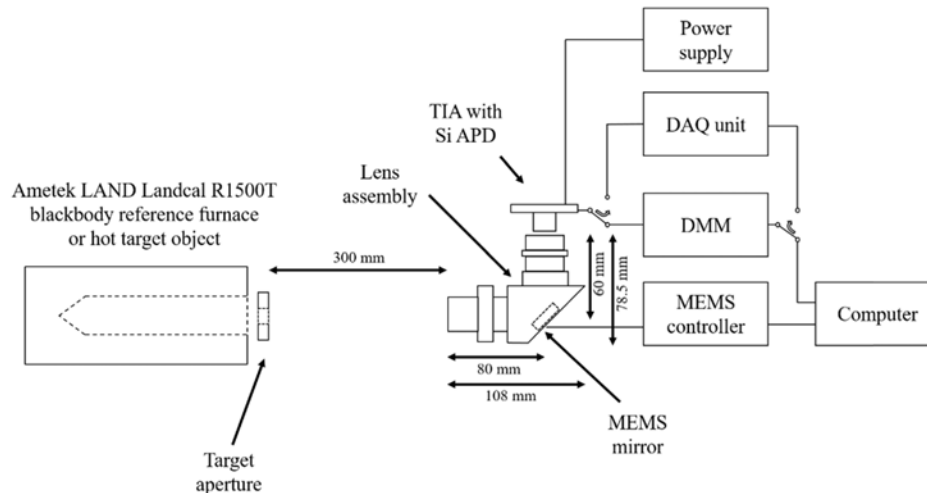 Power
supply
TIA with
Si APD
DAQ unit
Lens
assembly
Ametek LAND Landcal R1500T
blackbody reference furnace
or hot target object
DMM
300 mm
60 mm
78.5 mm
MEMS
controller
Computer
80 mm
108 mm
MEMS
mirror
Target
aperture